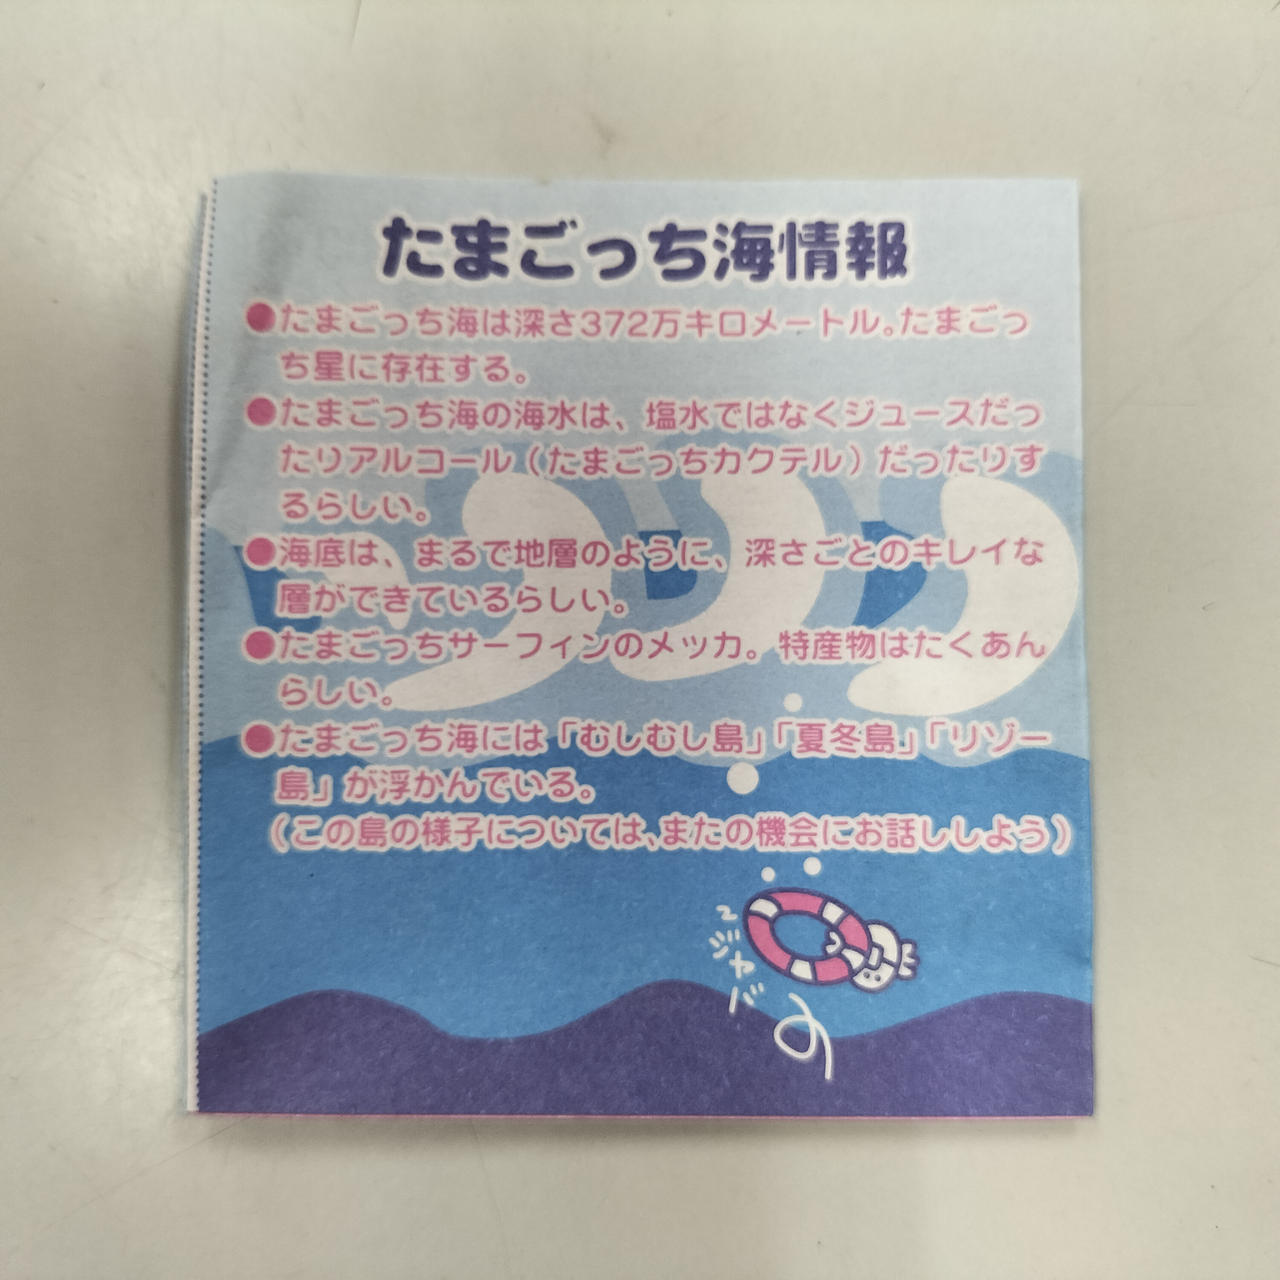 たまごっち海情報
●たまごっち海は深さ372万キロメートル。たまごっ
ち星に存在する。
●たまごっち海の海水は、塩水ではなくジュースだっ
たりアルコール（たまごっちカクテル）だったりす
るらしい。
●海底は、まるで地層のように、深さごとのキレイな
層ができているらしい。
●たまごっちサーフィンのメッカ。特産物はたくあん
らしい。
●たまごっち海には「むしむし島」「夏冬島」「リゾー
島」が浮かんでいる。
（この島の様子については、またの機会にお話ししよう）
ジャバ